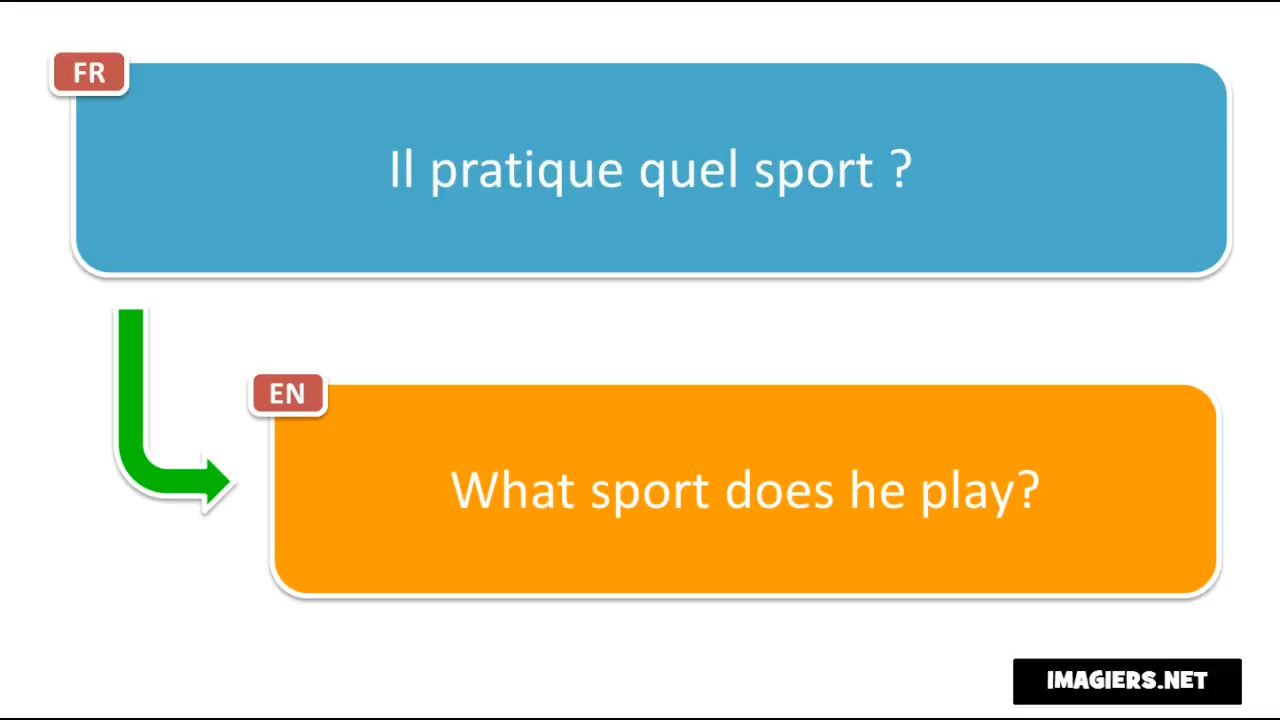 FR
Il pratique quel sport ?
EN
What sport does he play?
IMAGIERS.NET